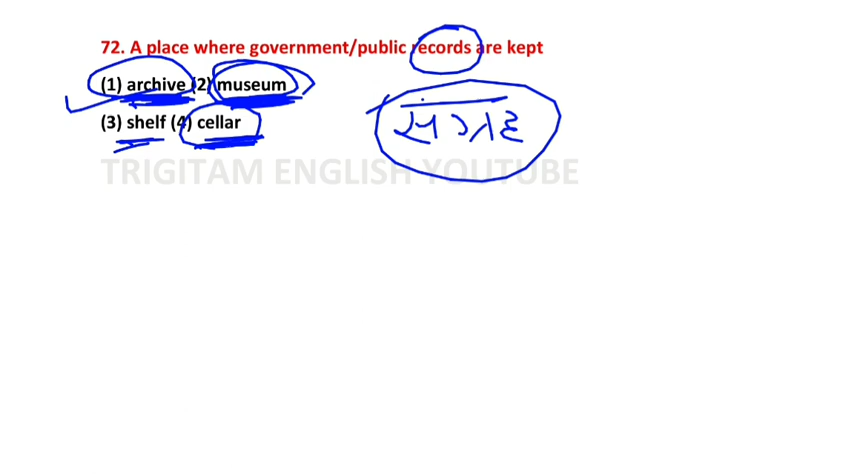 72. A place where government/public records are kept
(1) archive (2) museum
(3) shelf (4) cellar
संग्रह
TRIGITAM ENGLISH YOUTUBE